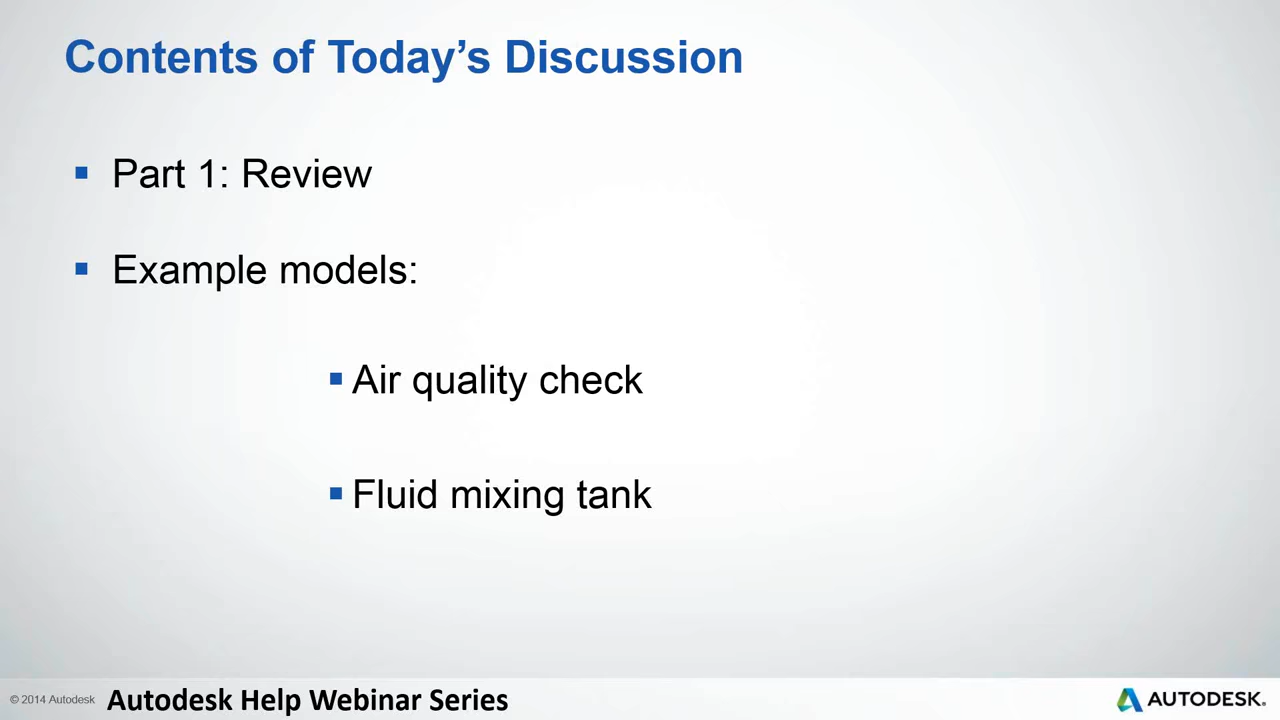 Contents of Today’s Discussion
Part 1: Review
Example models:
Air quality check
Fluid mixing tank
© 2014 Autodesk Autodesk Help Webinar Series AUTODESK.